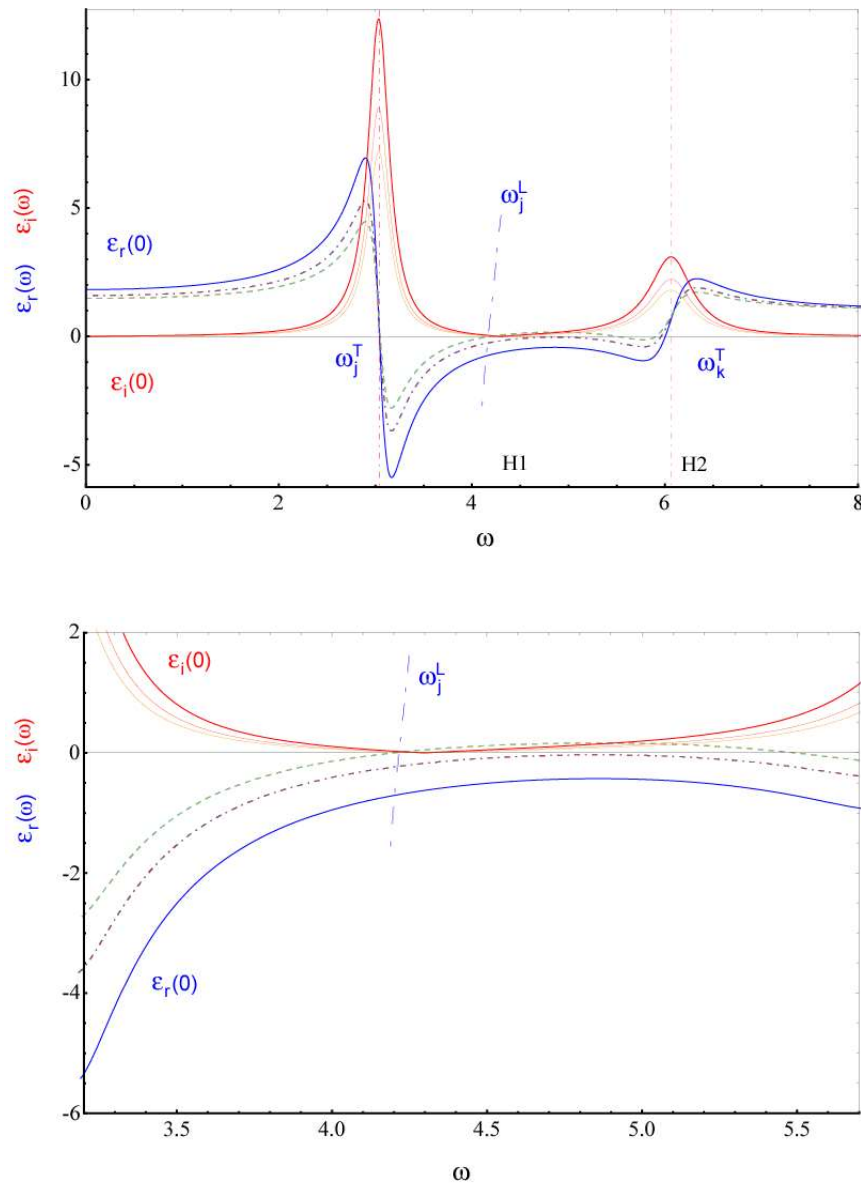 10
5
0
-5
ε_r(ω) ε_i(ω)
ε_r(0)
ε_i(0)
ω_j^T
ω_j^L
ω_k^T
H1
H2
0 2 4 6 8
ω
2
0
-2
-4
-6
ε_r(ω) ε_i(ω)
ε_i(0)
ω_j^L
ε_r(0)
3.5 4.0 4.5 5.0 5.5
ω